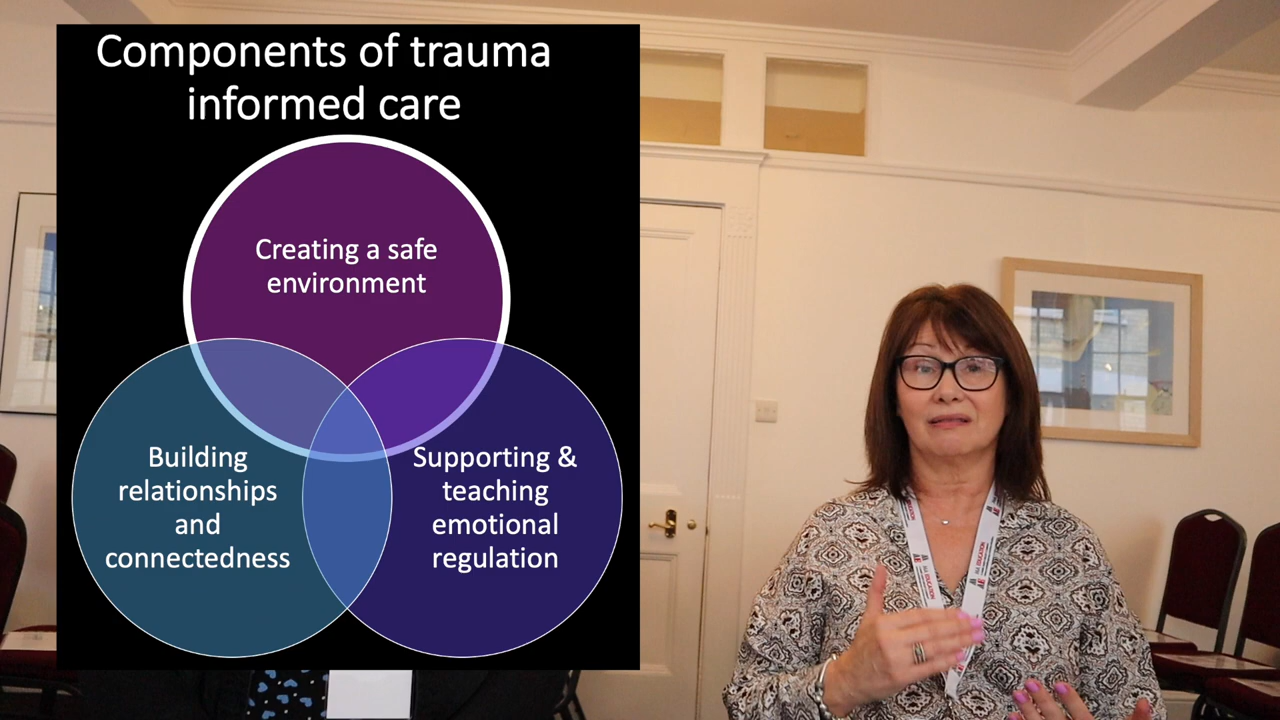 Components of trauma
informed care
Creating a safe
environment
Building
relationships
and
connectedness
Supporting &
teaching
emotional
regulation